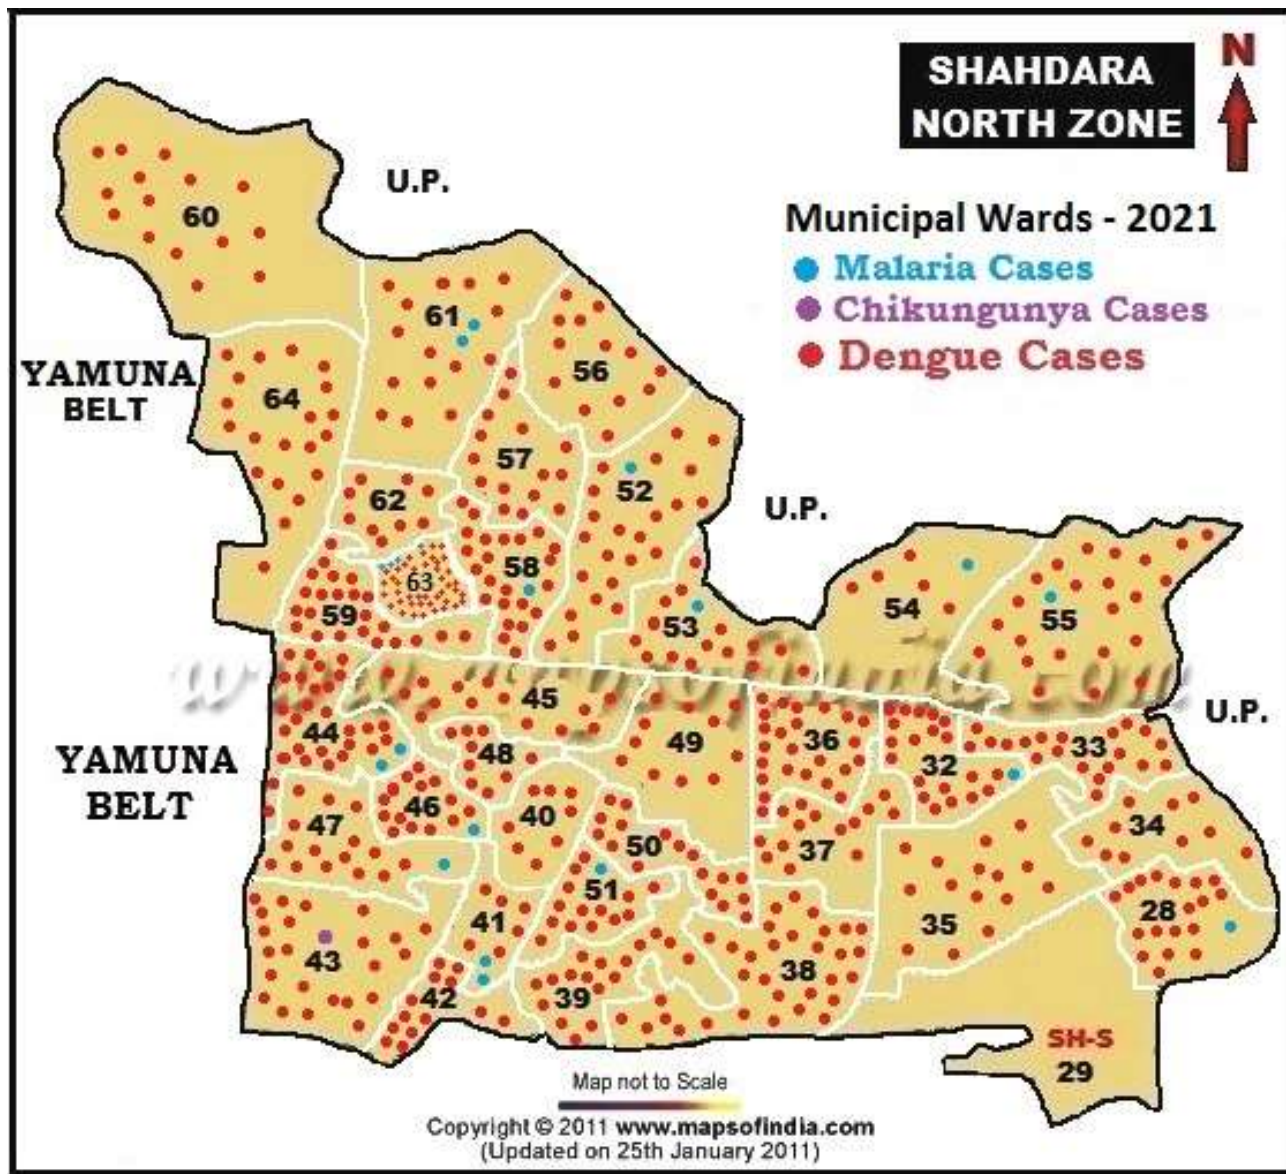 SHAHDARA
NORTH ZONE
N
U.P.
Municipal Wards - 2021
Malaria Cases
Chikungunya Cases
Dengue Cases
60
61
YAMUNA
BELT
64
56
57
52
62
U.P.
58
63
54
59
53
55
www.mapsofindia.com
45
U.P.
44
49
36
33
48
32
YAMUNA
BELT
46
40
47
34
50
37
51
41
28
35
43
38
42
39
SH-S
29
Map not to Scale
Copyright © 2011 www.mapsofindia.com
(Updated on 25th January 2011)